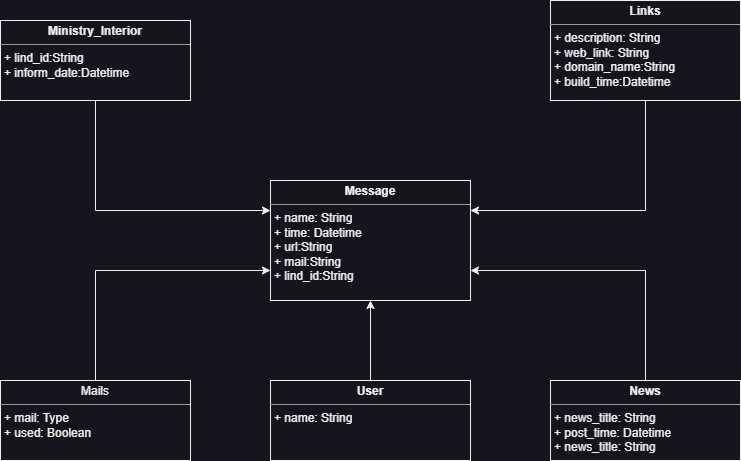 Ministry_Interior
+ lind_id:String
+ inform_date:Datetime
Links
+ description: String
+ web_link: String
+ domain_name:String
+ build_time:Datetime
Message
+ name: String
+ time: Datetime
+ url:String
+ mail:String
+ lind_id:String
Mails
+ mail: Type
+ used: Boolean
User
+ name: String
News
+ news_title: String
+ post_time: Datetime
+ news_title: String